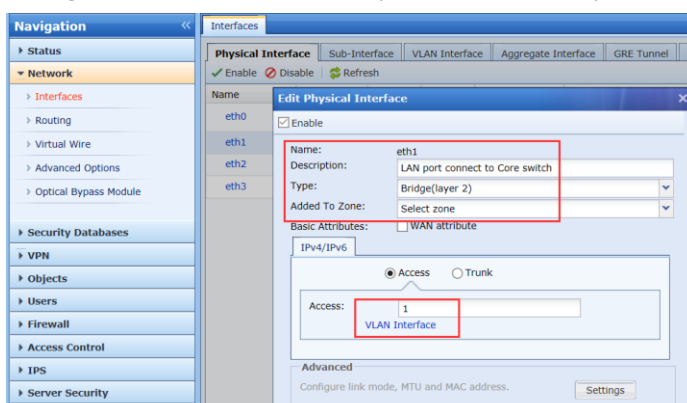 Navigation
Status
Network
Interfaces
Routing
Virtual Wire
Advanced Options
Optical Bypass Module
Security Databases
VPN
Objects
Users
Firewall
Access Control
IPS
Server Security
Interfaces
Physical Interface Sub-Interface VLAN Interface Aggregate Interface GRE Tunnel
Enable Disable Refresh
Name
eth0
eth1
eth2
eth3
Edit Physical Interface
Enable
Name: eth1
Description: LAN port connect to Core switch
Type: Bridge(layer 2)
Added To Zone: Select zone
Basic Attributes: WAN attribute
IPv4/IPv6
Access Trunk
Access: 1
VLAN Interface
Advanced
Configure link mode, MTU and MAC address. Settings